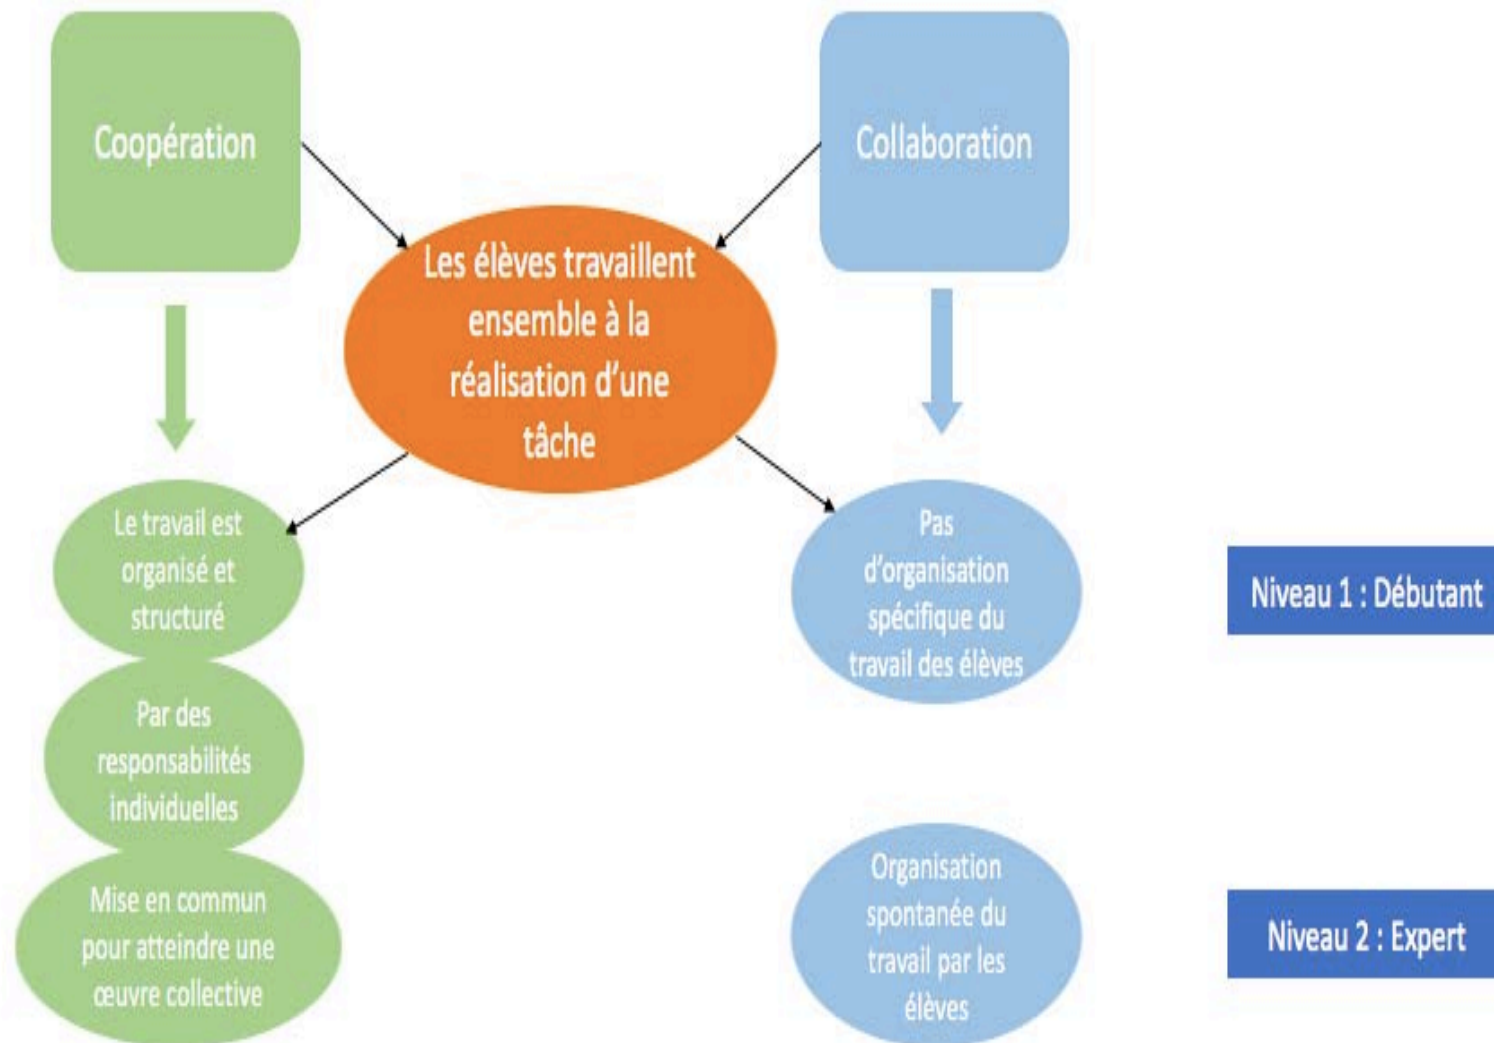 Coopération
Collaboration
Les élèves travaillent
ensemble à la
réalisation d'une
tâche
Le travail est
organisé et
structuré
Pas
d'organisation
spécifique du
travail des élèves
Niveau 1 : Débutant
Par des
responsabilités
individuelles
Mise en commun
pour atteindre une
œuvre collective
Organisation
spontanée du
travail par les
élèves
Niveau 2 : Expert